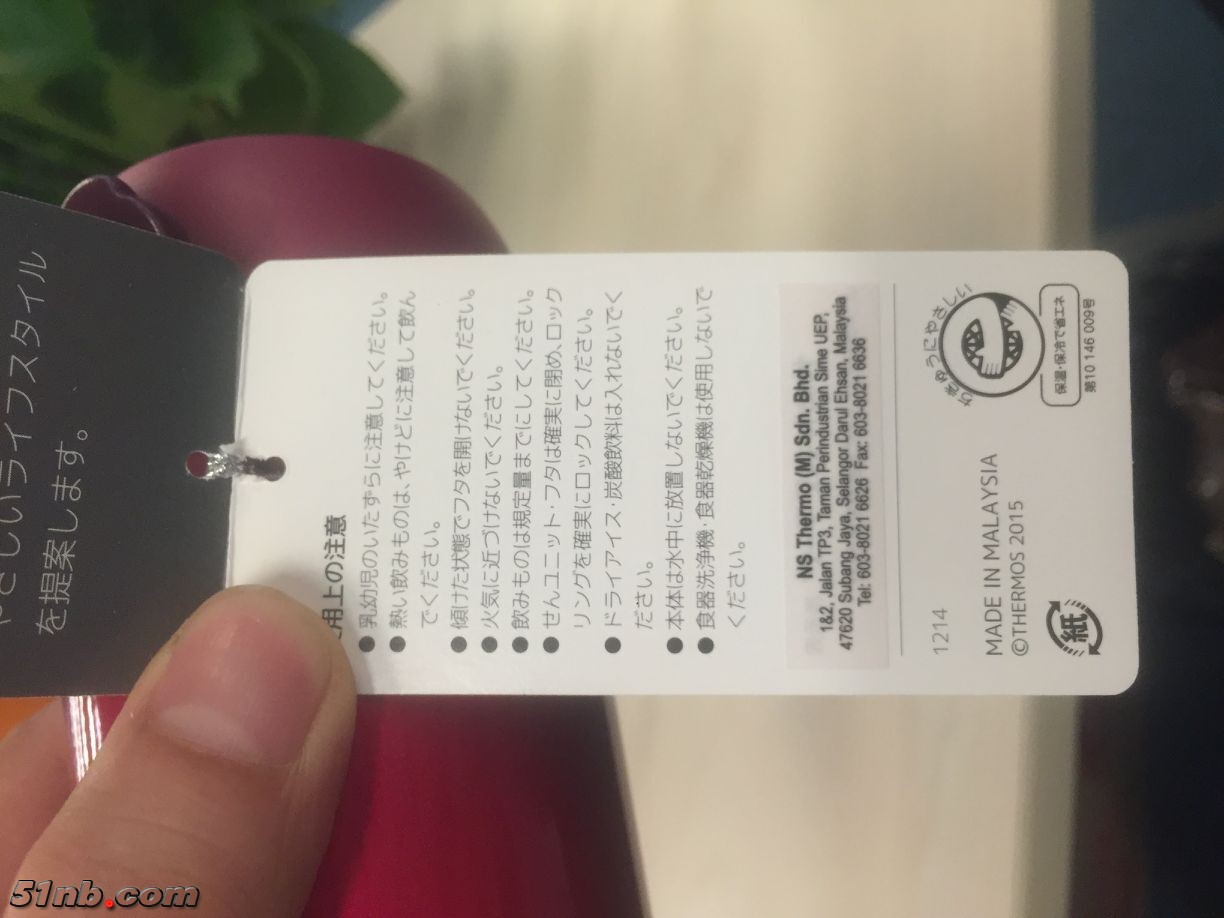 さしいライフスタイル
を提案します。
用上の注意
●乳幼児のいたずらに注意してください。
●熱い飲みものは、やけどに注意して飲ん
でください。
●傾けた状態でフタを開けないでください。
●火気に近づけないでください。
●飲みものは規定量までにしてください。
●せんユニット・フタは確実に閉め、ロック
リングを確実にロックしてください。
●ドライアイス・炭酸飲料は入れないでく
ださい。
●本体は水中に放置しないでください。
●食器洗浄機・食器乾燥機は使用しないで
ください。
NS Thermo (M) Sdn. Bhd.
1&2, Jalan TP3, Taman Perindustrian Sime UEP,
47620 Subang Jaya, Selangor Darul Ehsan, Malaysia
Tel: 603-8021 6626 Fax: 603-8021 6636
1214
MADE IN MALAYSIA
©THERMOS 2015
紙
ちきゅうにやさしい
保温・保冷で省エネ
第10 146 009号
51nb.com